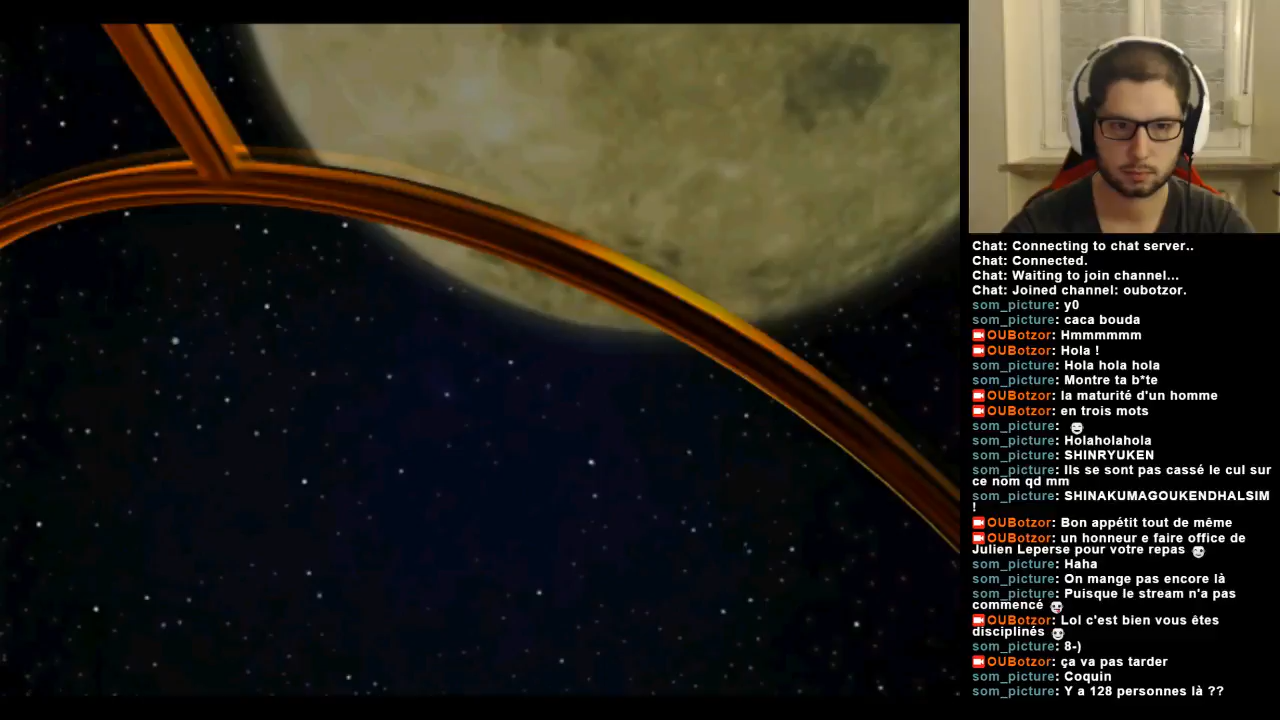 Chat: Connecting to chat server..
Chat: Connected.
Chat: Waiting to join channel...
Chat: Joined channel: oubotzor.
som_picture: y0
som_picture: caca bouda
OUBotzor: Hmmmmmm
OUBotzor: Hola !
som_picture: Hola hola hola
som_picture: Montre ta b*te
OUBotzor: la maturité d'un homme
OUBotzor: en trois mots
som_picture:
som_picture: Holaholahola
som_picture: SHINRYUKEN
som_picture: Ils se sont pas cassé le cul sur
ce nom qd mm
som_picture: SHINAKUMAGOUKENDHALSIM
!
OUBotzor: Bon appétit tout de même
OUBotzor: un honneur e faire office de
Julien Leperse pour votre repas
som_picture: Haha
som_picture: On mange pas encore là
som_picture: Puisque le stream n'a pas
commencé
OUBotzor: Lol c'est bien vous êtes
disciplinés
som_picture: 8-)
OUBotzor: ça va pas tarder
som_picture: Coquin
som_picture: Y a 128 personnes là ??